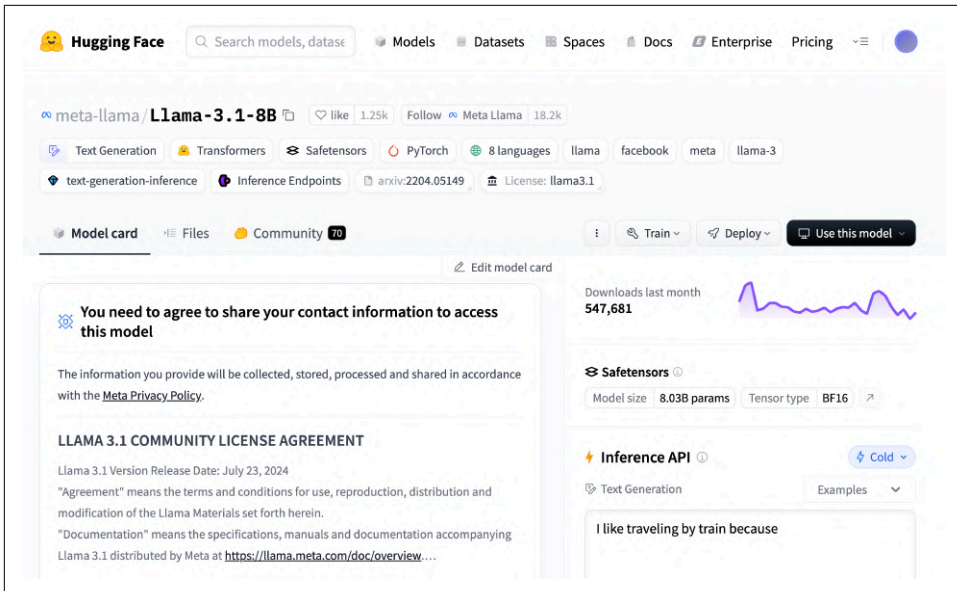 Hugging Face
Search models, datase
Models
Datasets
Spaces
Docs
Enterprise
Pricing
meta-llama/Llama-3.1-8B
like 1.25k
Follow Meta Llama 18.2k
Text Generation
Transformers
Safetensors
PyTorch
8 languages
llama
facebook
meta
llama-3
text-generation-inference
Inference Endpoints
arxiv:2204.05149
License: llama3.1
Model card
Files
Community 70
Train
Deploy
Use this model
Edit model card
You need to agree to share your contact information to access
this model
The information you provide will be collected, stored, processed and shared in accordance
with the Meta Privacy Policy.
LLAMA 3.1 COMMUNITY LICENSE AGREEMENT
Llama 3.1 Version Release Date: July 23, 2024
"Agreement" means the terms and conditions for use, reproduction, distribution and
modification of the Llama Materials set forth herein.
"Documentation" means the specifications, manuals and documentation accompanying
Llama 3.1 distributed by Meta at https://llama.meta.com/doc/overview....
Downloads last month
547,681
Safetensors
Model size 8.03B params
Tensor type BF16
Inference API
Cold
Text Generation
Examples
I like traveling by train because